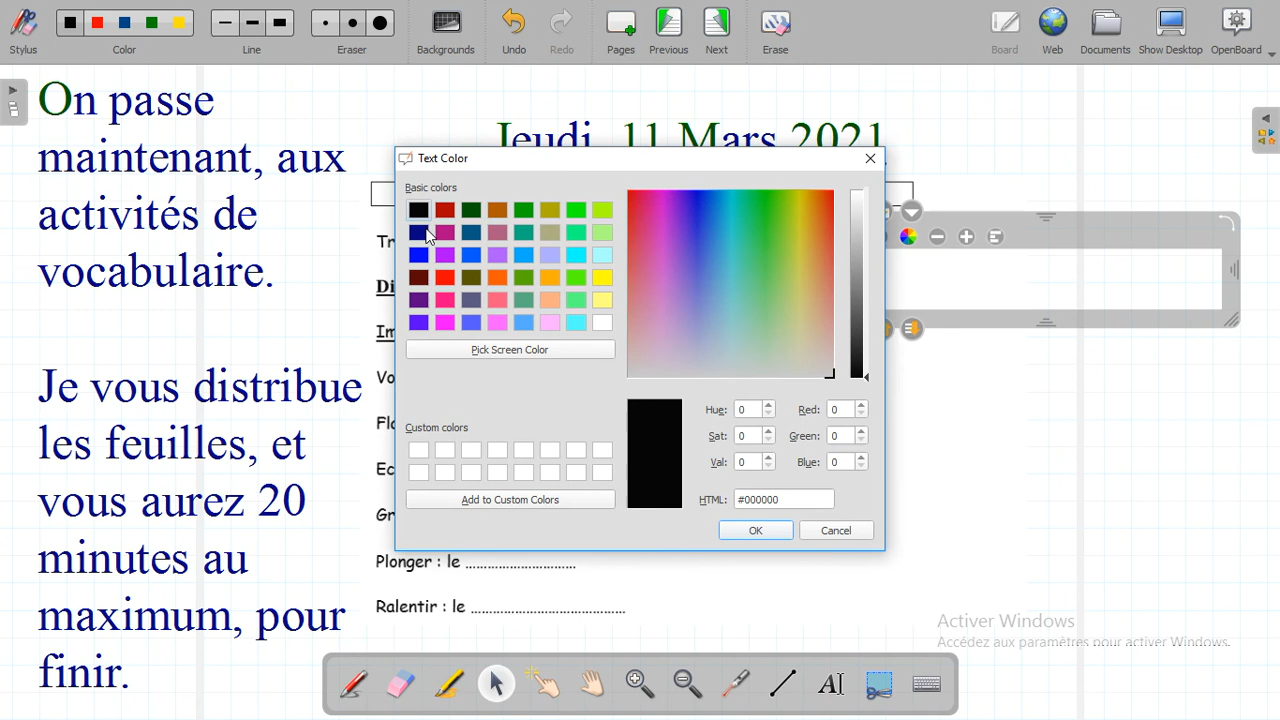 Stylus
Color
Line
Eraser
Backgrounds
Undo
Redo
Pages
Previous
Next
Erase
Board
Web
Documents
Show Desktop
OpenBoard
On passe
maintenant, aux
activités de
vocabulaire.
Je vous distribue
les feuilles, et
vous aurez 20
minutes au
maximum, pour
finir.
Jeudi, 11 Mars 2021
Text Color
Basic colors
Pick Screen Color
Custom colors
Add to Custom Colors
Hue: 0
Red: 0
Sat: 0
Green: 0
Val: 0
Blue: 0
HTML: #000000
OK
Cancel
Plonger : le ..............................
Ralentir : le ..........................................
Activer Windows
Accédez aux paramètres pour activer Windows.
AI